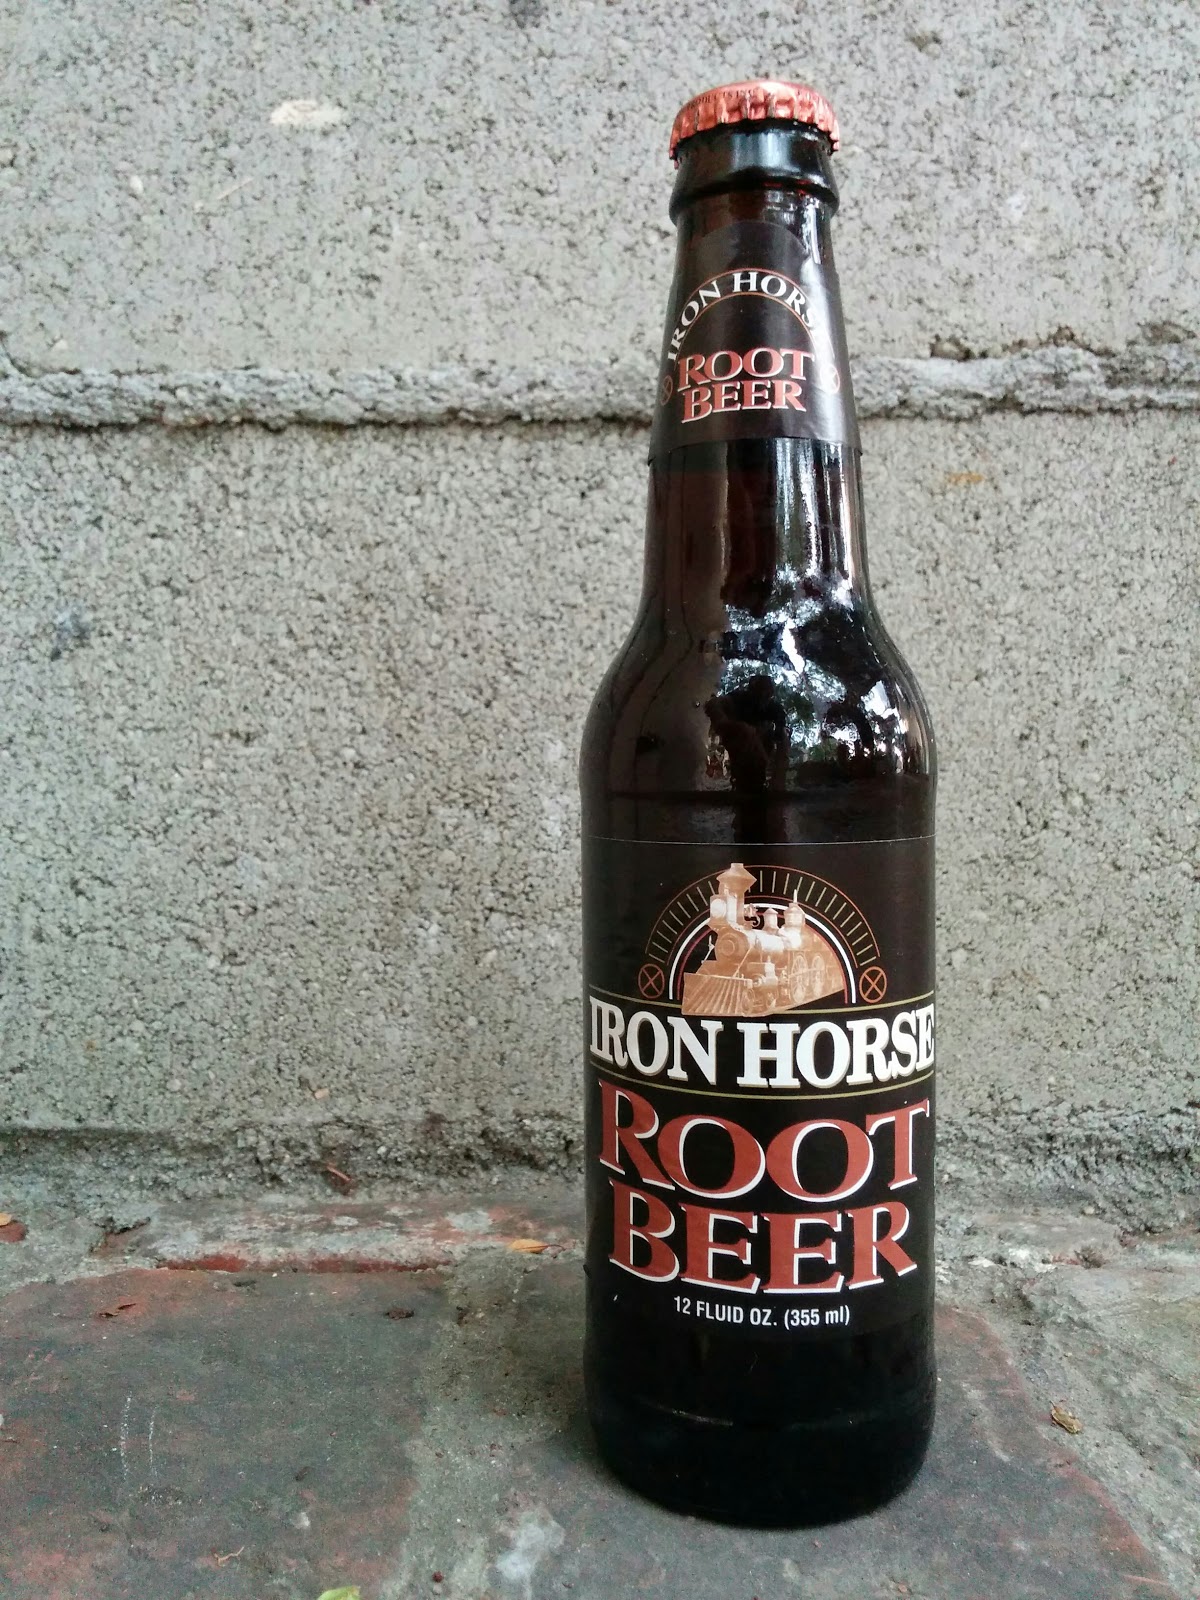 IRON HORSE
ROOT
BEER
IRON HORSE
ROOT
BEER
12 FLUID OZ. (355 ml)